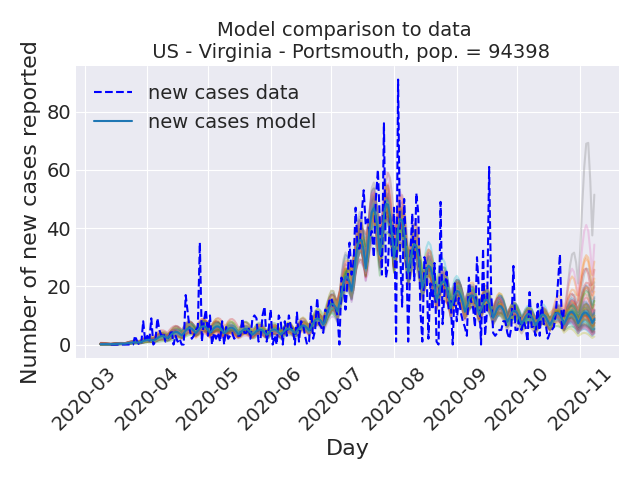 Model comparison to data
US - Virginia - Portsmouth, pop. = 94398
Number of new cases reported
80
60
40
20
0
new cases data
new cases model
2020-03
2020-04
2020-05
2020-06
2020-07
2020-08
2020-09
2020-10
2020-11
Day